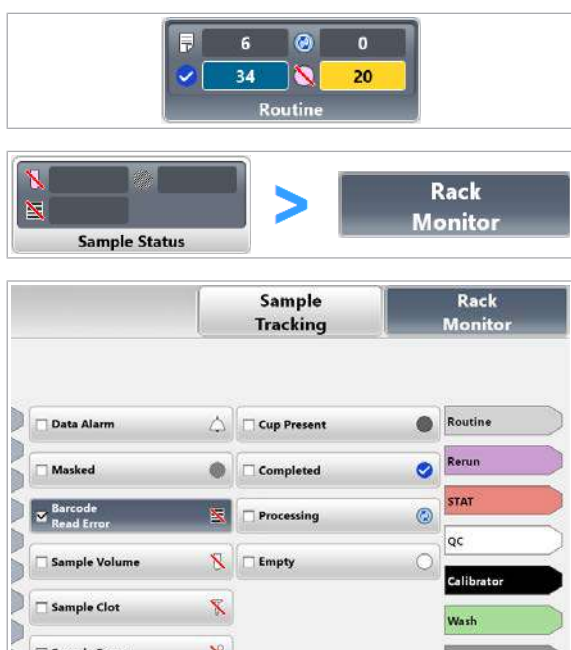 6
0
34
20
Routine
Sample Status
>
Rack
Monitor
Sample
Tracking
Rack
Monitor
Data Alarm
Cup Present
Routine
Masked
Completed
Rerun
Barcode
Read Error
Processing
STAT
QC
Sample Volume
Empty
Calibrator
Sample Clot
Wash